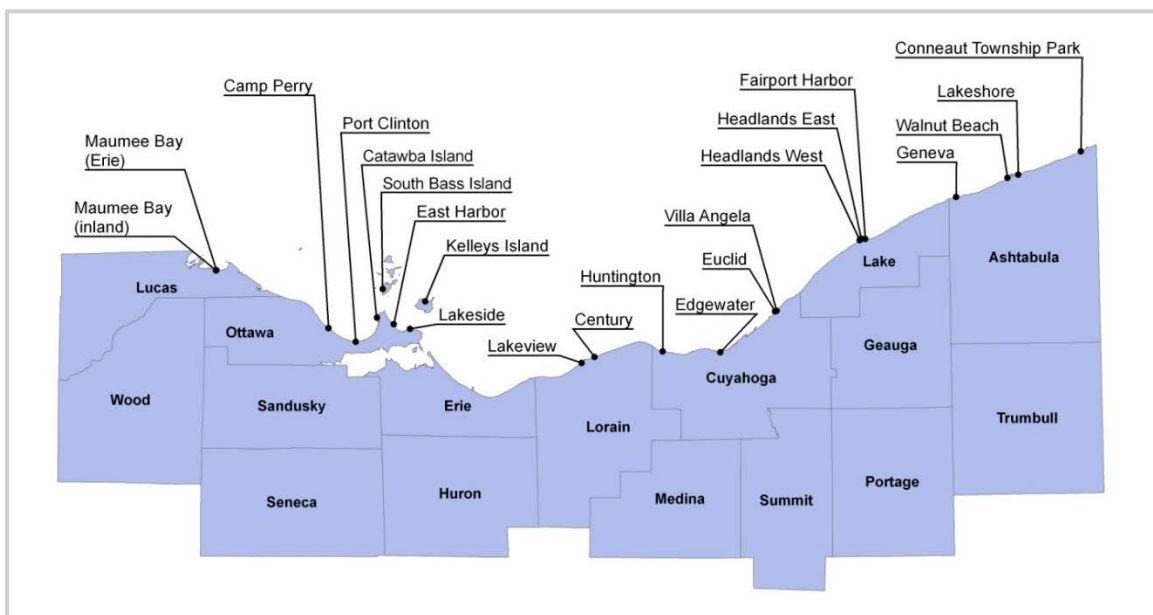 Conneaut Township Park
Fairport Harbor
Lakeshore
Camp Perry
Headlands East
Walnut Beach
Port Clinton
Maumee Bay
(Erie)
Catawba Island
Headlands West
Geneva
South Bass Island
Maumee Bay
(inland)
East Harbor
Villa Angela
Kelleys Island
Euclid
Huntington
Lake
Ashtabula
Lucas
Lakeside
Edgewater
Century
Ottawa
Lakeview
Geauga
Cuyahoga
Wood
Sandusky
Erie
Lorain
Trumbull
Seneca
Huron
Medina
Summit
Portage